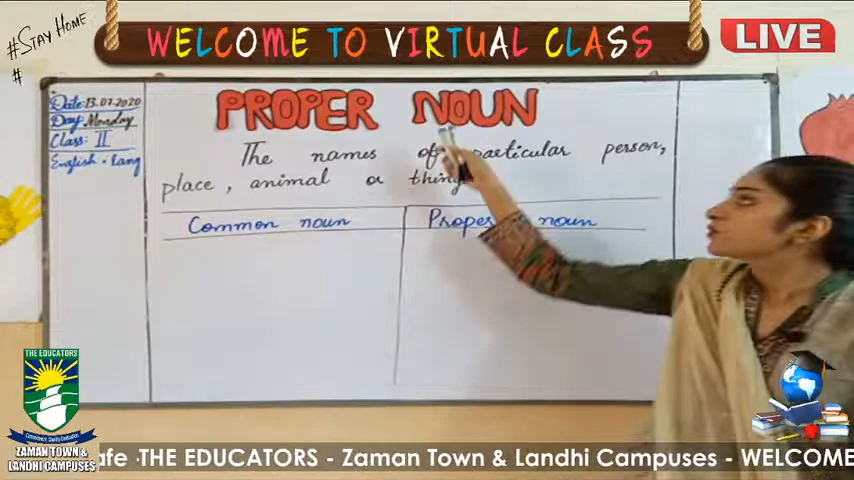 #STAY HOME
#
WELCOME TO VIRTUAL CLASS
LIVE
Date: 13.07.2020
Day: Monday
Class: II
English - lang
PROPER NOUN
The names of particular person,
place, animal or thing
Common noun
Proper noun
THE EDUCATORS
ZAMAN TOWN &
LANDHI CAMPUSES
afe - THE EDUCATORS - Zaman Town & Landhi Campuses - WELCOME